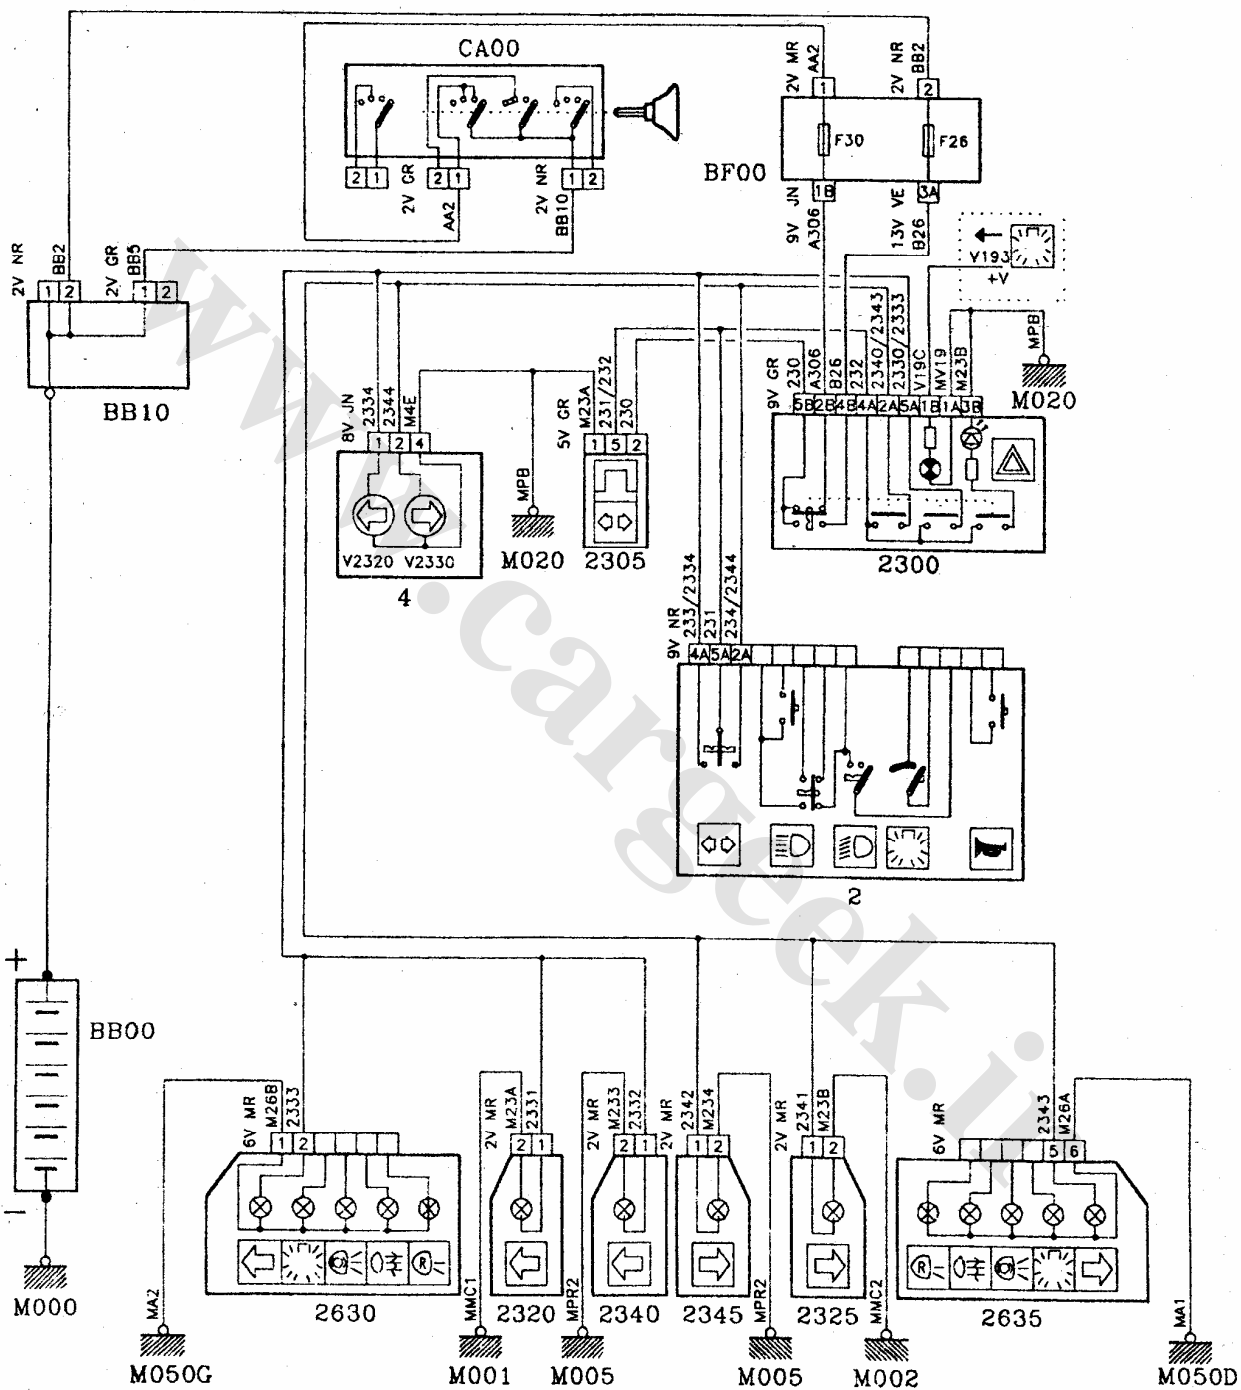 CA00
2V MR
AA2
2V NR
BB2
1
2
F30
F26
BF00
1B
3A
9V JN
A306
13V VE
B26
2 1
2V GR
2 1
AA2
2V NR
1 2
BB10
V193
+V
2V NR
BB2
2V GR
BB5
1 2
1 2
BB10
8V JN
2334
2344
M4E
1 2 4
V2320 V2330
4
MPB
M020
5V GR
M23A
231/232
230
1 5 2
2305
9V GR
230
A306
B26
232
2340/2343
2330/2333
V19C
MV19
M23B
5B 2B 4B 4A 2A 5A 1B 1A 3B
2300
MPB
M020
9V NR
233/2334
231
234/2344
4A 5A 2A
2
www.cargeek.ir
+
BB00
-
M000
6V MR
M26B
2333
1 2
R
2630
MA2
M050G
2V MR
M23A
2331
2 1
2320
MMC1
M001
2V MR
M233
2332
2 1
2340
MPR2
M005
2V MR
2342
M234
1 2
2345
MPR2
M005
2V MR
2341
M23B
1 2
2325
MMC2
M002
6V MR
2343
M26A
5 6
R
2635
MA1
M050D